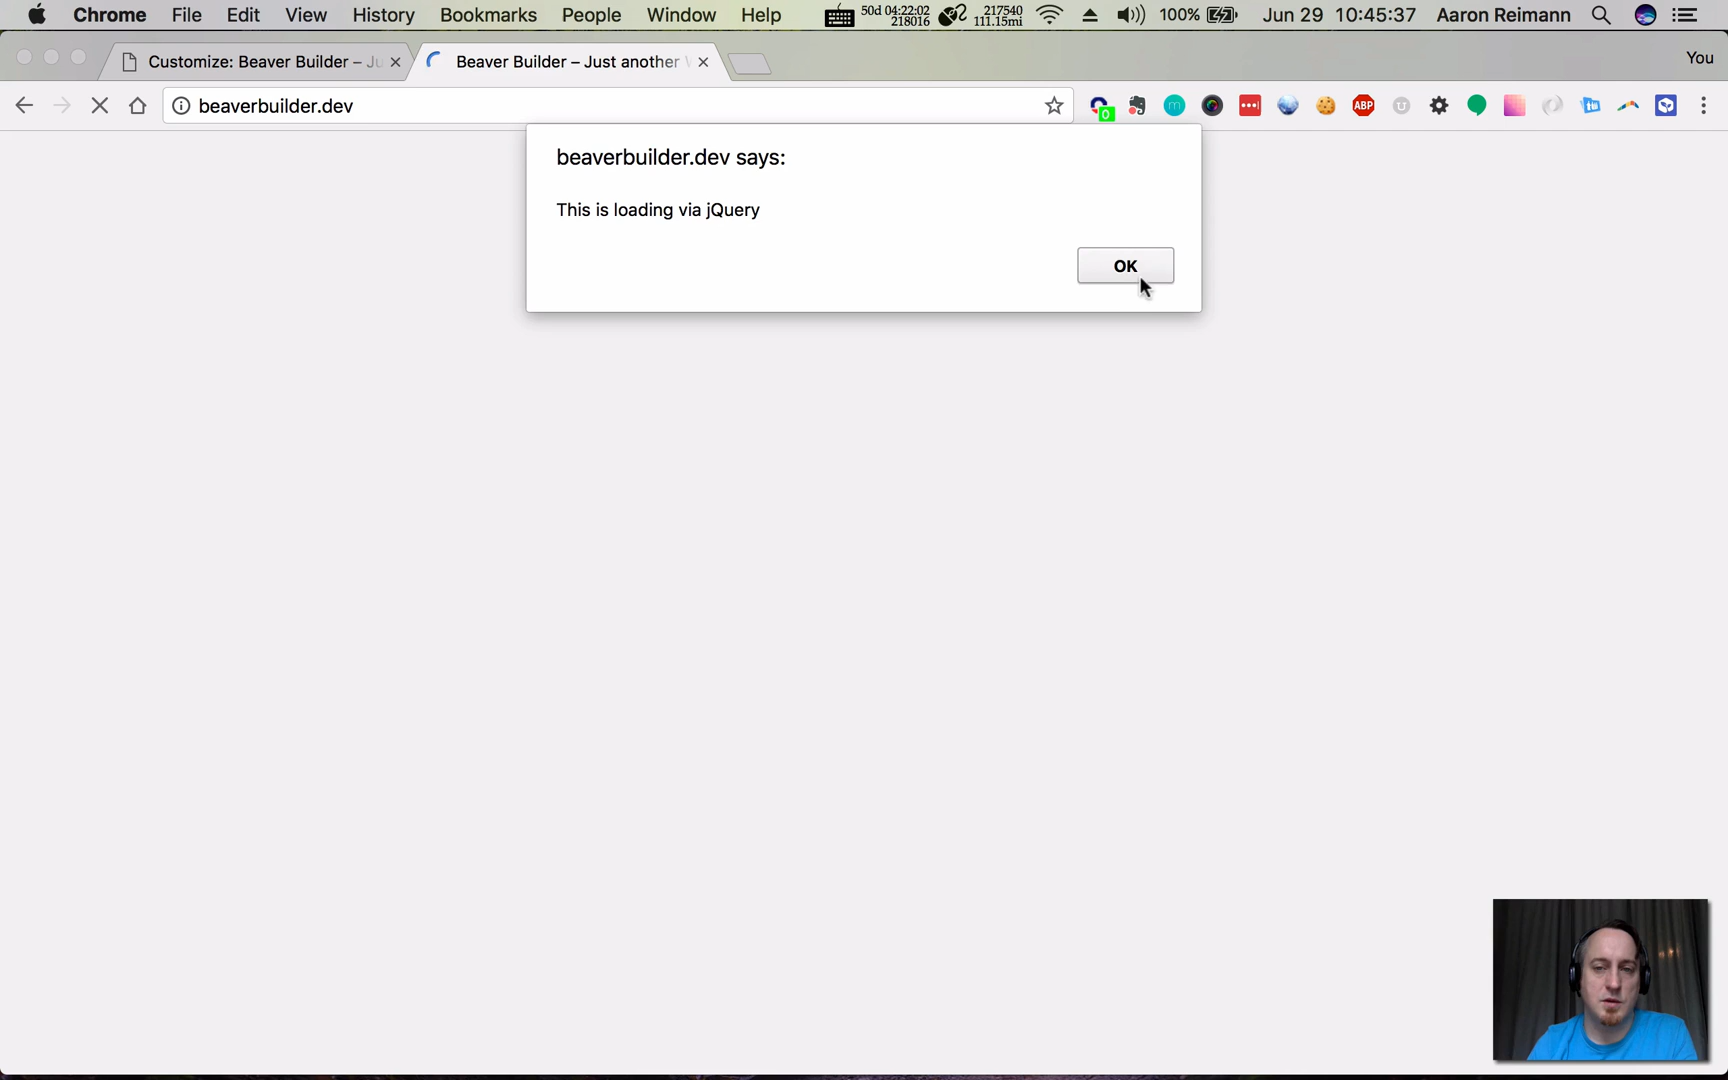 Chrome File Edit View History Bookmarks People Window Help 50d 04:22:02 218016 217540 111.15mi 100% Jun 29 10:45:37 Aaron Reimann
Customize: Beaver Builder – Ju Beaver Builder – Just another You
beaverbuilder.dev 0 m ABP U
beaverbuilder.dev says:
This is loading via jQuery
OK